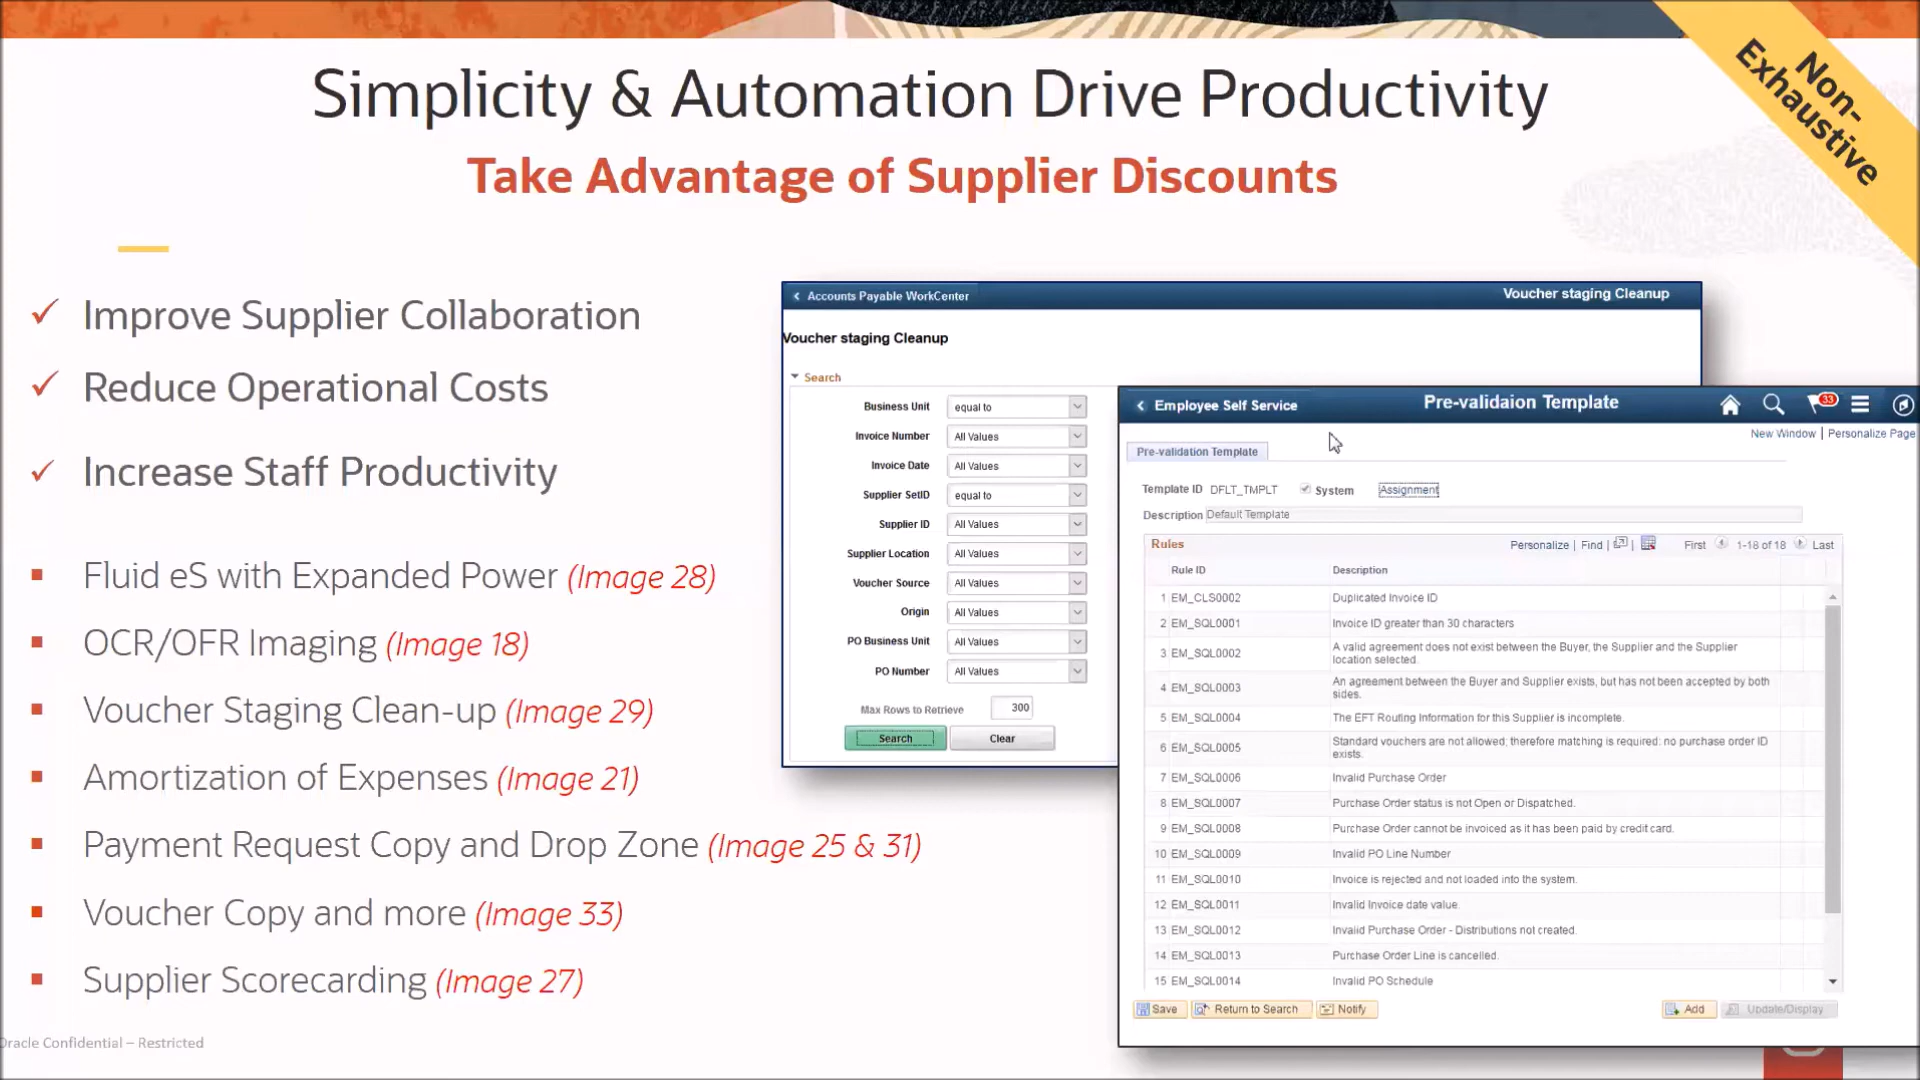 Simplicity & Automation Drive Productivity
Take Advantage of Supplier Discounts
Non-
Exhaustive
Improve Supplier Collaboration
Reduce Operational Costs
Increase Staff Productivity
Fluid eS with Expanded Power (Image 28)
OCR/OFR Imaging (Image 18)
Voucher Staging Clean-up (Image 29)
Amortization of Expenses (Image 21)
Payment Request Copy and Drop Zone (Image 25 & 31)
Voucher Copy and more (Image 33)
Supplier Scorecarding (Image 27)
Oracle Confidential – Restricted
Accounts Payable WorkCenter Voucher staging Cleanup
Voucher staging Cleanup
Search
Business Unit equal to
Invoice Number All Values
Invoice Date All Values
Supplier SetID equal to
Supplier ID All Values
Supplier Location All Values
Voucher Source All Values
Origin All Values
PO Business Unit All Values
PO Number All Values
Max Rows to Retrieve 300
Search Clear
Employee Self Service Pre-validaion Template 33
New Window | Personalize Page
Pre-validation Template
Template ID DFLT_TMPLT System Assignment
Description Default Template
Rules Personalize | Find | | First 1-18 of 18 Last
Rule ID Description
1 EM_CLS0002 Duplicated Invoice ID
2 EM_SQL0001 Invoice ID greater than 30 characters
3 EM_SQL0002 A valid agreement does not exist between the Buyer, the Supplier and the Supplier
location selected.
4 EM_SQL0003 An agreement between the Buyer and Supplier exists, but has not been accepted by both
sides.
5 EM_SQL0004 The EFT Routing Information for this Supplier is incomplete.
6 EM_SQL0005 Standard vouchers are not allowed; therefore matching is required: no purchase order ID
exists.
7 EM_SQL0006 Invalid Purchase Order
8 EM_SQL0007 Purchase Order status is not Open or Dispatched.
9 EM_SQL0008 Purchase Order cannot be invoiced as it has been paid by credit card.
10 EM_SQL0009 Invalid PO Line Number
11 EM_SQL0010 Invoice is rejected and not loaded into the system.
12 EM_SQL0011 Invalid Invoice date value.
13 EM_SQL0012 Invalid Purchase Order - Distributions not created.
14 EM_SQL0013 Purchase Order Line is cancelled.
15 EM_SQL0014 Invalid PO Schedule
Save Return to Search Notify Add Update/Display